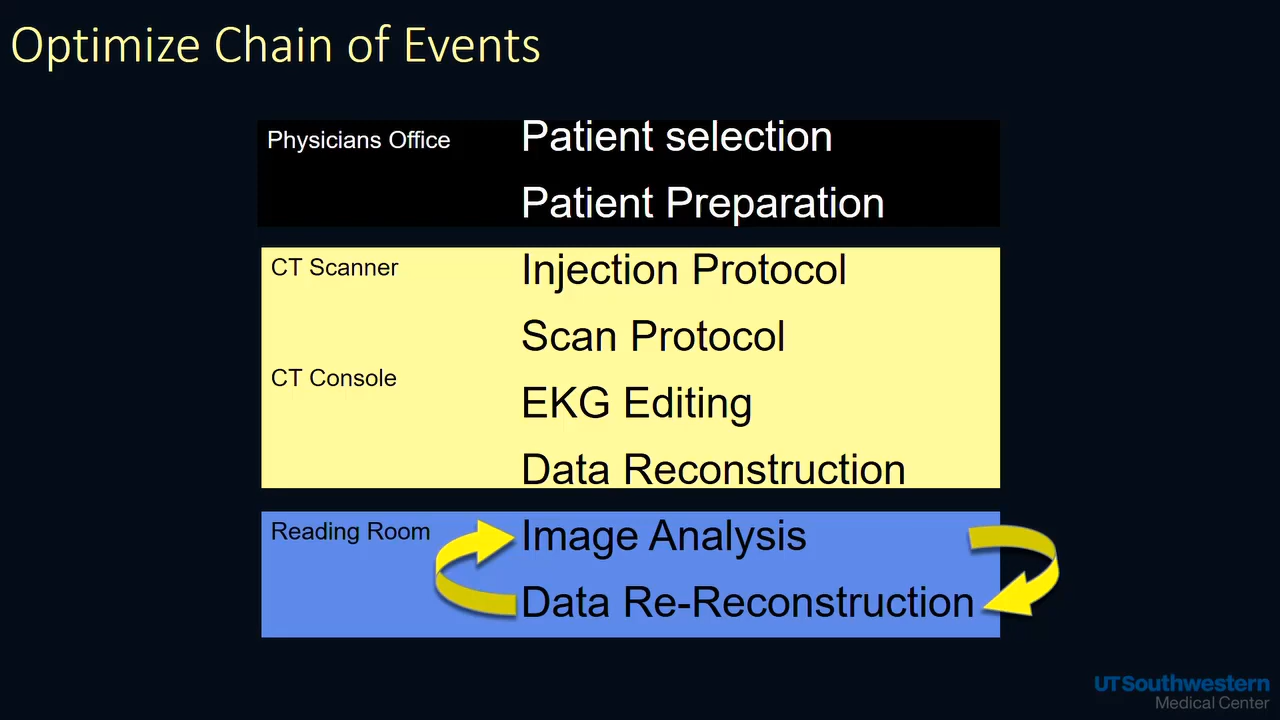 Optimize Chain of Events
Physicians Office
Patient selection
Patient Preparation
CT Scanner
Injection Protocol
Scan Protocol
CT Console
EKG Editing
Data Reconstruction
Reading Room
Image Analysis
Data Re-Reconstruction
UTSouthwestern
Medical Center